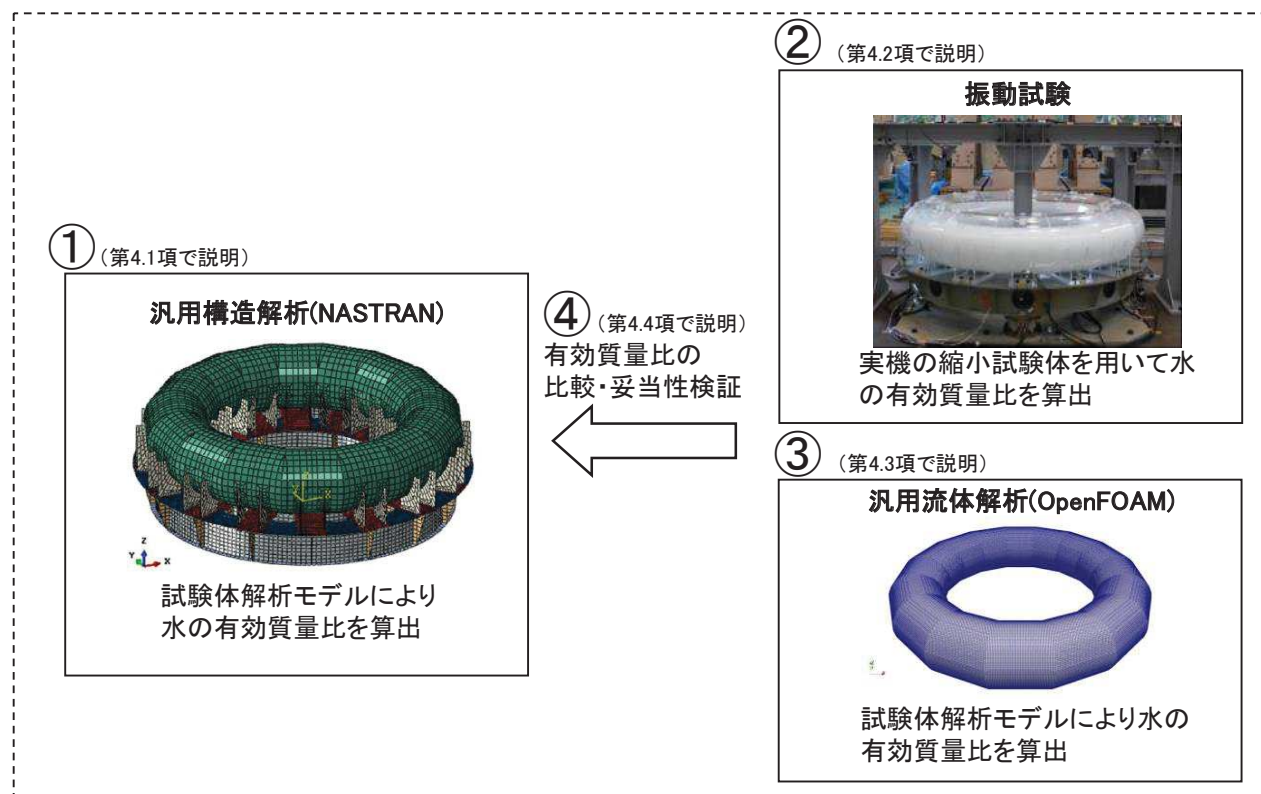 ①(第4.1項で説明)
汎用構造解析(NASTRAN)
Z
Y
X
試験体解析モデルにより
水の有効質量比を算出
②(第4.2項で説明)
振動試験
実機の縮小試験体を用いて水
の有効質量比を算出
③(第4.3項で説明)
汎用流体解析(OpenFOAM)
試験体解析モデルにより水の
有効質量比を算出
④(第4.4項で説明)
有効質量比の
比較・妥当性検証